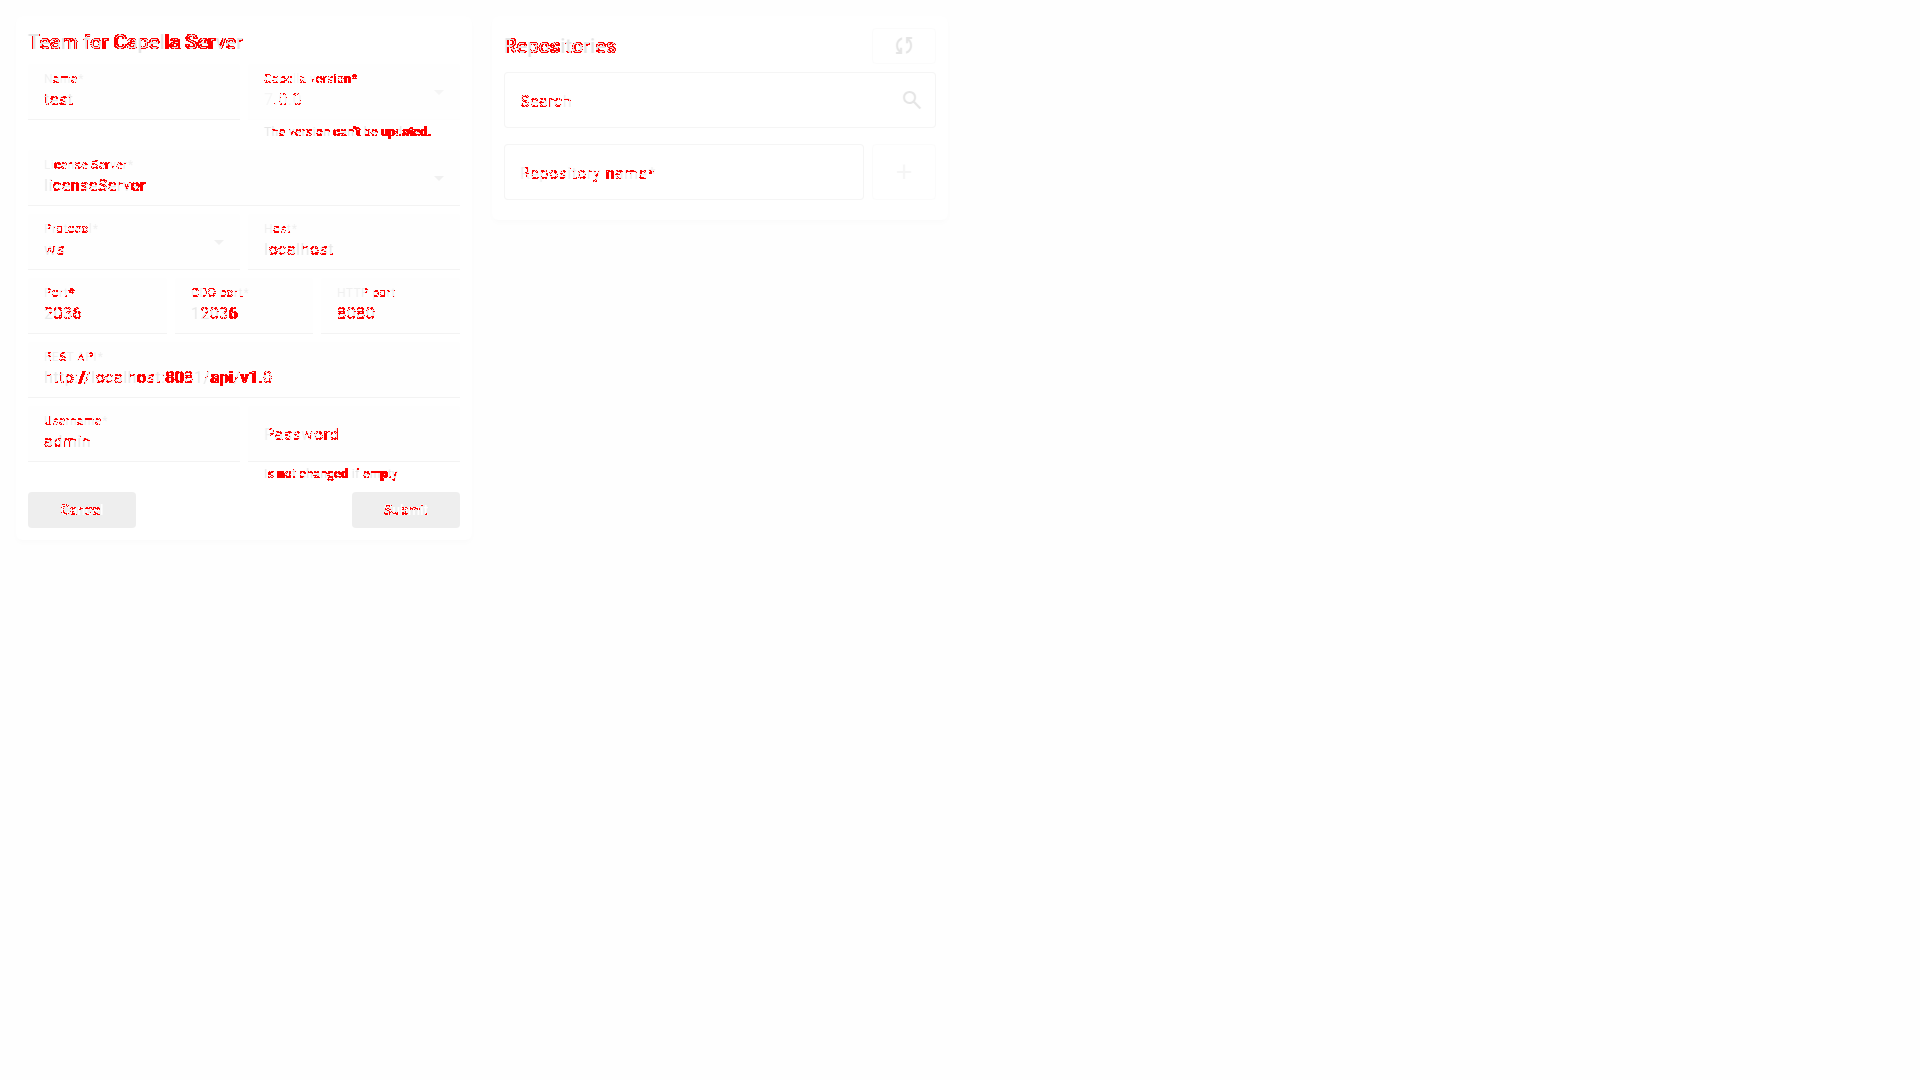 Team for Capella Server
Name
test
Capella version*
The version can't be updated.
License Server
licenseServer
Protocol
ws
Host
localhost
Port*
2036
CDO port*
12036
HTTP port
8080
REST API
http://localhost:8081/api/v1.0
Username
admin
Password
Is not changed if empty
Cancel
Submit
Repositories
Search
Repository name*